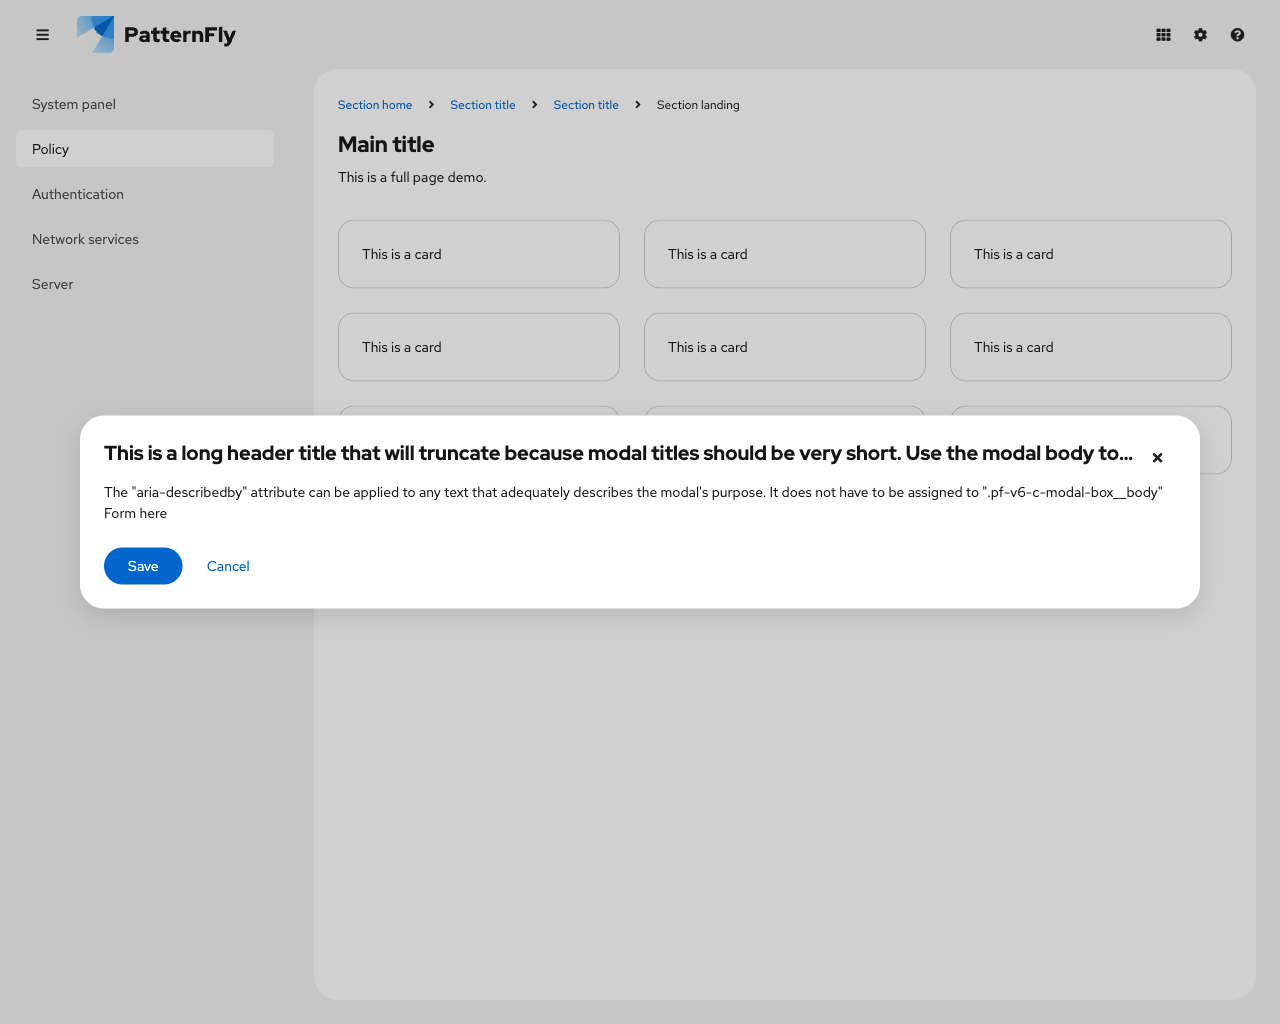 PatternFly
System panel
Policy
Authentication
Network services
Server
Section home
Section title
Section title
Section landing
Main title
This is a full page demo.
This is a card
This is a card
This is a card
This is a card
This is a card
This is a card
This is a long header title that will truncate because modal titles should be very short. Use the modal body to...
The "aria-describedby" attribute can be applied to any text that adequately describes the modal's purpose. It does not have to be assigned to ".pf-v6-c-modal-box__body"
Form here
Save
Cancel